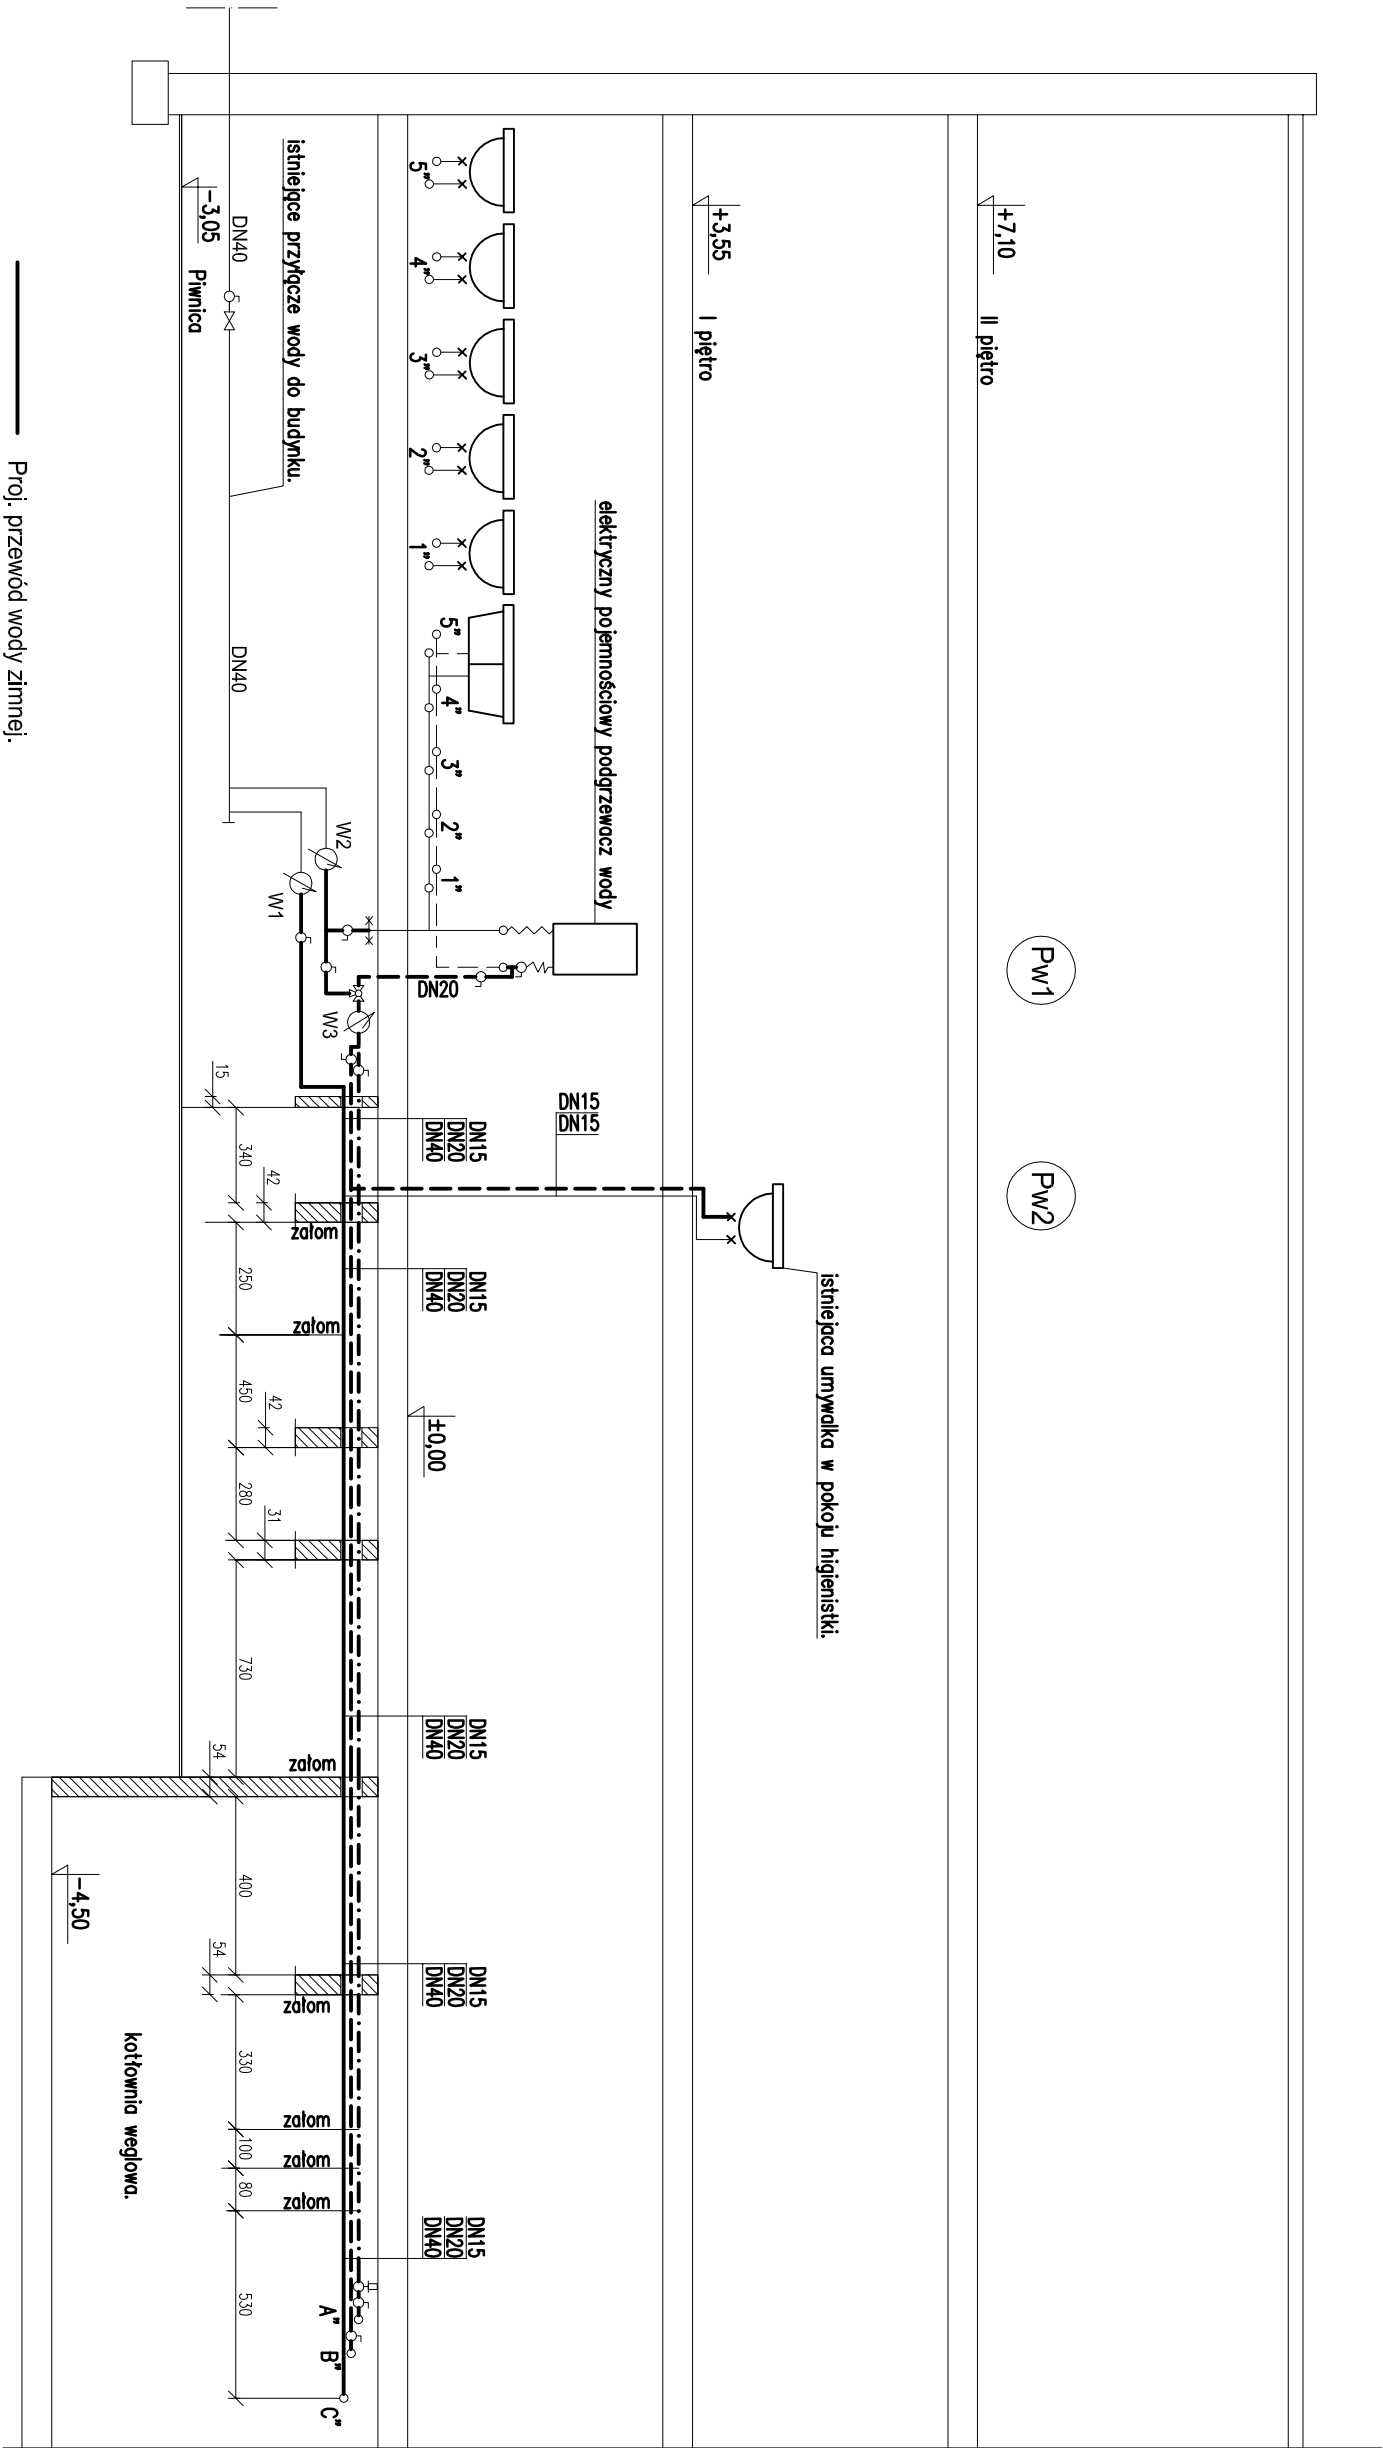 +7,10
II piętro
Pw1
Pw2
+3,55
I piętro
istniejaca umywalka w pokoju higienistki.
elektryczny pojemnościowy podgrzewacz wody
DN15
DN15
5”
4”
3”
2”
1”
5”
4”
3”
2”
1”
DN20
DN15
DN20
DN40
DN15
DN20
DN40
±0,00
DN15
DN20
DN40
DN15
DN20
DN40
DN15
DN20
DN40
istniejące przyłącze wody do budynku.
W2
W3
W1
A”
B”
C”
załom
załom
załom
załom
załom
załom
załom
DN40
DN40
-3,05
Piwnica
15
340
42
250
450
42
280
31
730
54
400
54
330
100
80
530
kotłownia węglowa.
-4,50
Proj. przewód wody zimnej.